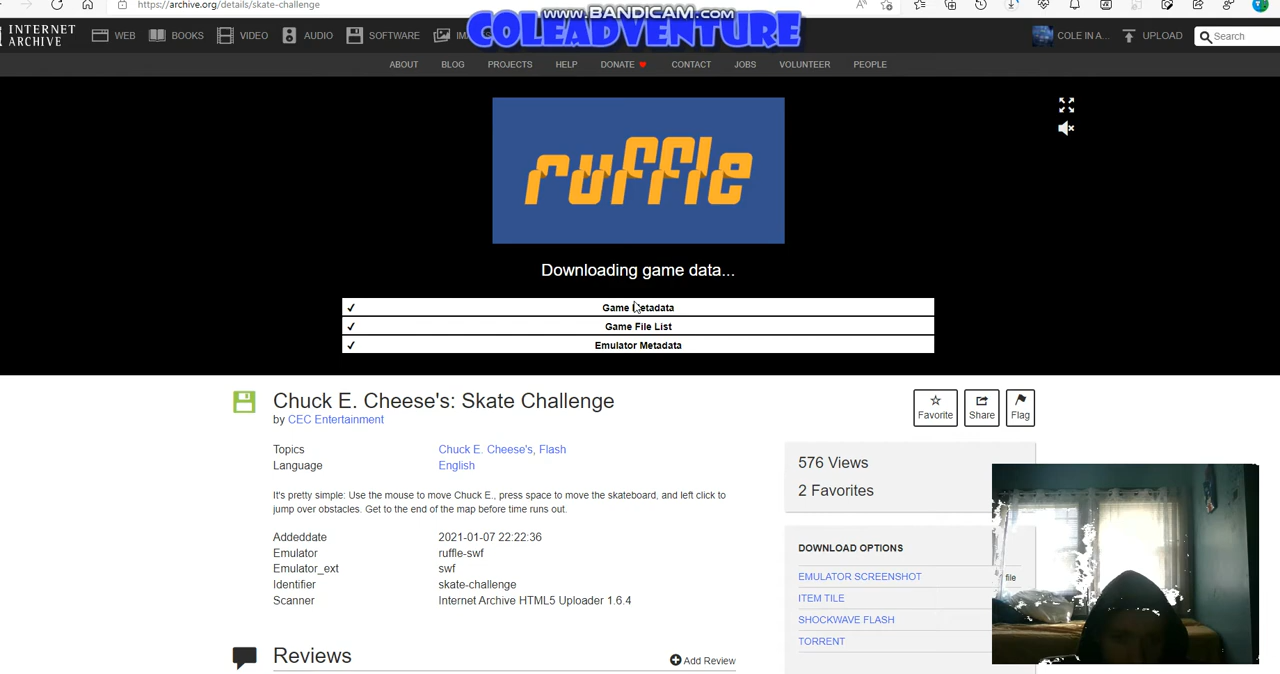 https://archive.org/details/skate-challenge
www.BANDICAM.com
COLEADVENTURE
INTERNET
ARCHIVE
WEB BOOKS VIDEO AUDIO SOFTWARE
COLE IN A... UPLOAD Search
ABOUT BLOG PROJECTS HELP DONATE CONTACT JOBS VOLUNTEER PEOPLE
ruffle
Downloading game data...
✔ Game Metadata
✔ Game File List
✔ Emulator Metadata
Chuck E. Cheese's: Skate Challenge
by CEC Entertainment
Favorite Share Flag
Topics Chuck E. Cheese's, Flash
Language English
It's pretty simple: Use the mouse to move Chuck E., press space to move the skateboard, and left click to
jump over obstacles. Get to the end of the map before time runs out.
Addeddate 2021-01-07 22:22:36
Emulator ruffle-swf
Emulator_ext swf
Identifier skate-challenge
Scanner Internet Archive HTML5 Uploader 1.6.4
Reviews
Add Review
576 Views
2 Favorites
DOWNLOAD OPTIONS
EMULATOR SCREENSHOT file
ITEM TILE
SHOCKWAVE FLASH
TORRENT